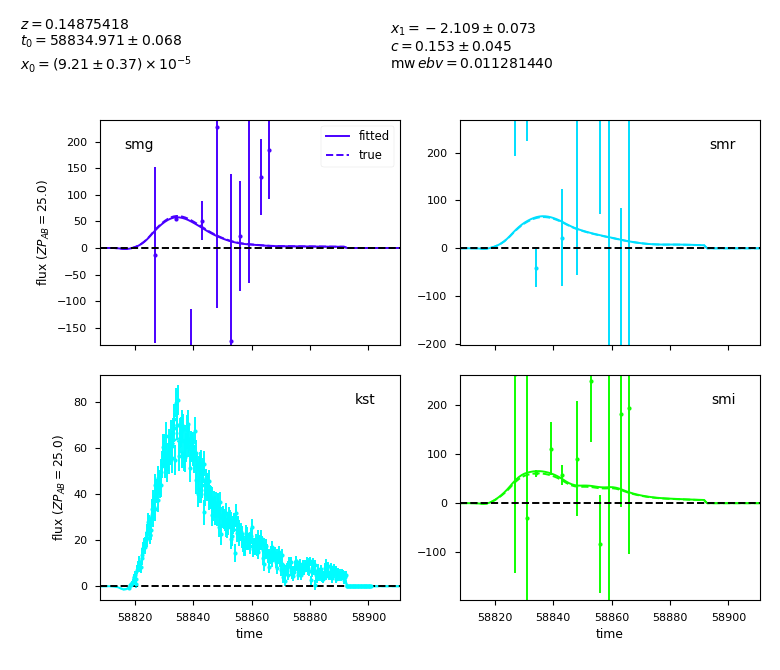 z = 0.14875418
t₀ = 58834.971 ± 0.068
x₀ = (9.21 ± 0.37) × 10⁻⁵
x₁ = −2.109 ± 0.073
c = 0.153 ± 0.045
mw ebv = 0.011281440
smg
fitted
true
200
150
100
50
0
−50
−100
−150
flux (ZP_AB = 25.0)
smr
200
100
0
−100
−200
kst
80
60
40
20
0
flux (ZP_AB = 25.0)
58820 58840 58860 58880 58900
time
smi
200
100
0
−100
58820 58840 58860 58880 58900
time